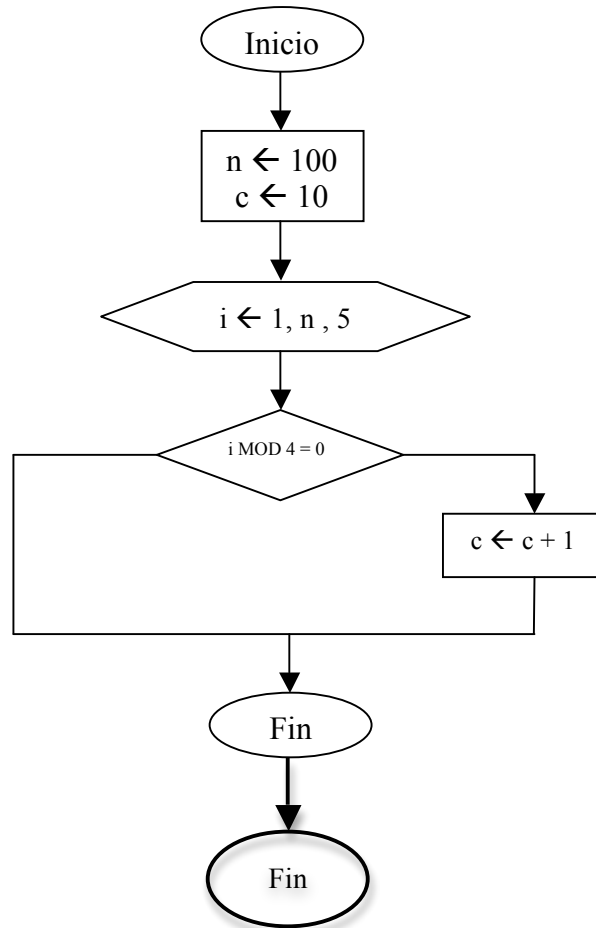 Inicio
n ← 100
c ← 10
i ← 1, n , 5
i MOD 4 = 0
c ← c + 1
Fin
Fin